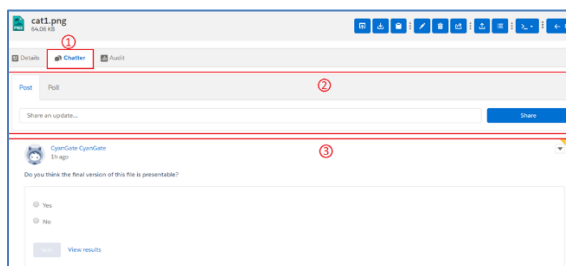 cat1.png
64.08 KB
①
Details Chatter Audit
②
Post Poll
Share an update... Share
③
CyanGate CyanGate
1h ago
Do you think the final version of this file is presentable?
Yes
No
View results